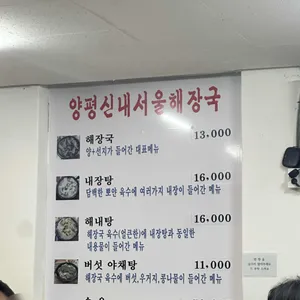 양평신내서울해장국
해장국 13,000
양+선지가 들어간 대표메뉴
내장탕 16,000
담백한 뽀얀 육수에 여러가지 내장이 들어간 메뉴
해내탕 16,000
해장국 육수(얼큰한)에 내장탕과 동일한
내용물이 들어간 메뉴
버섯 야채탕 11,000
해장국 육수에 버섯,우거지,콩나물이 들어간 메뉴